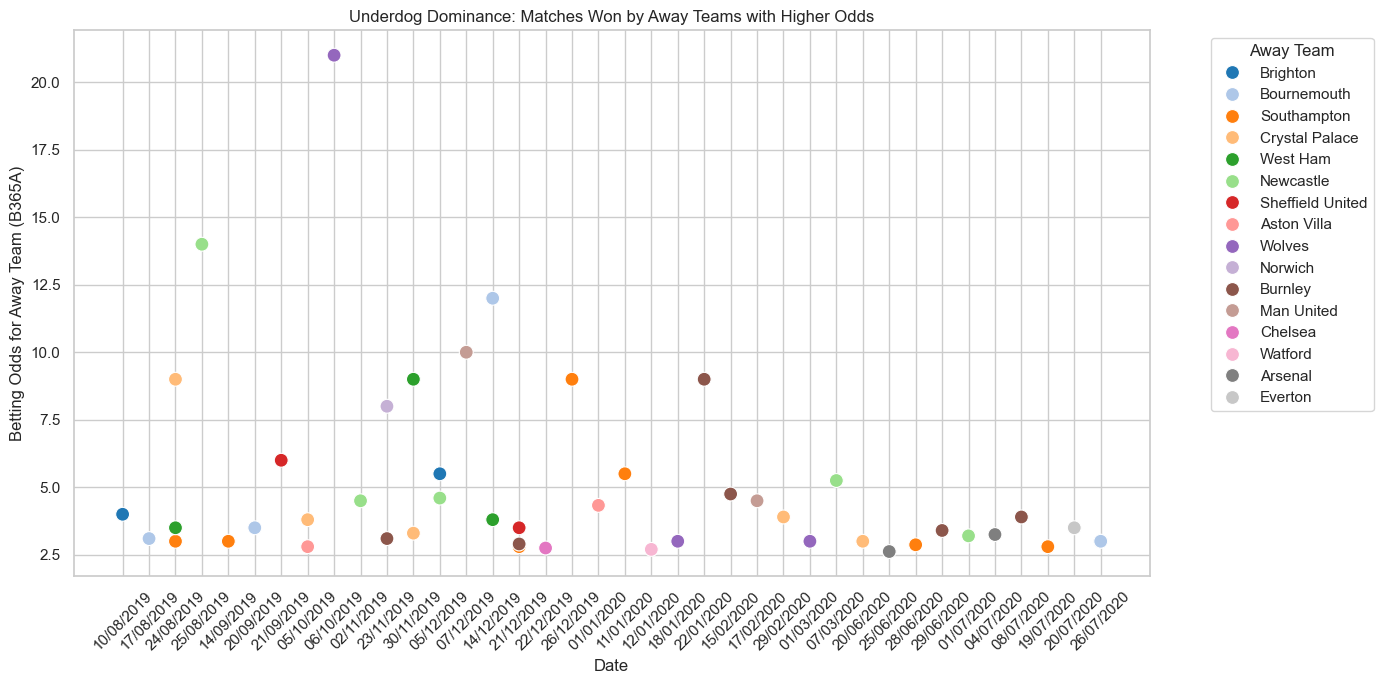 Underdog Dominance: Matches Won by Away Teams with Higher Odds
Betting Odds for Away Team (B365A)
20.0
17.5
15.0
12.5
10.0
7.5
5.0
2.5
10/08/2019
17/08/2019
24/08/2019
25/08/2019
14/09/2019
20/09/2019
21/09/2019
05/10/2019
06/10/2019
02/11/2019
23/11/2019
30/11/2019
05/12/2019
07/12/2019
14/12/2019
21/12/2019
22/12/2019
26/12/2019
01/01/2020
11/01/2020
12/01/2020
18/01/2020
22/01/2020
15/02/2020
17/02/2020
29/02/2020
01/03/2020
07/03/2020
20/06/2020
25/06/2020
28/06/2020
29/06/2020
01/07/2020
04/07/2020
08/07/2020
19/07/2020
20/07/2020
26/07/2020
Date
Away Team
Brighton
Bournemouth
Southampton
Crystal Palace
West Ham
Newcastle
Sheffield United
Aston Villa
Wolves
Norwich
Burnley
Man United
Chelsea
Watford
Arsenal
Everton